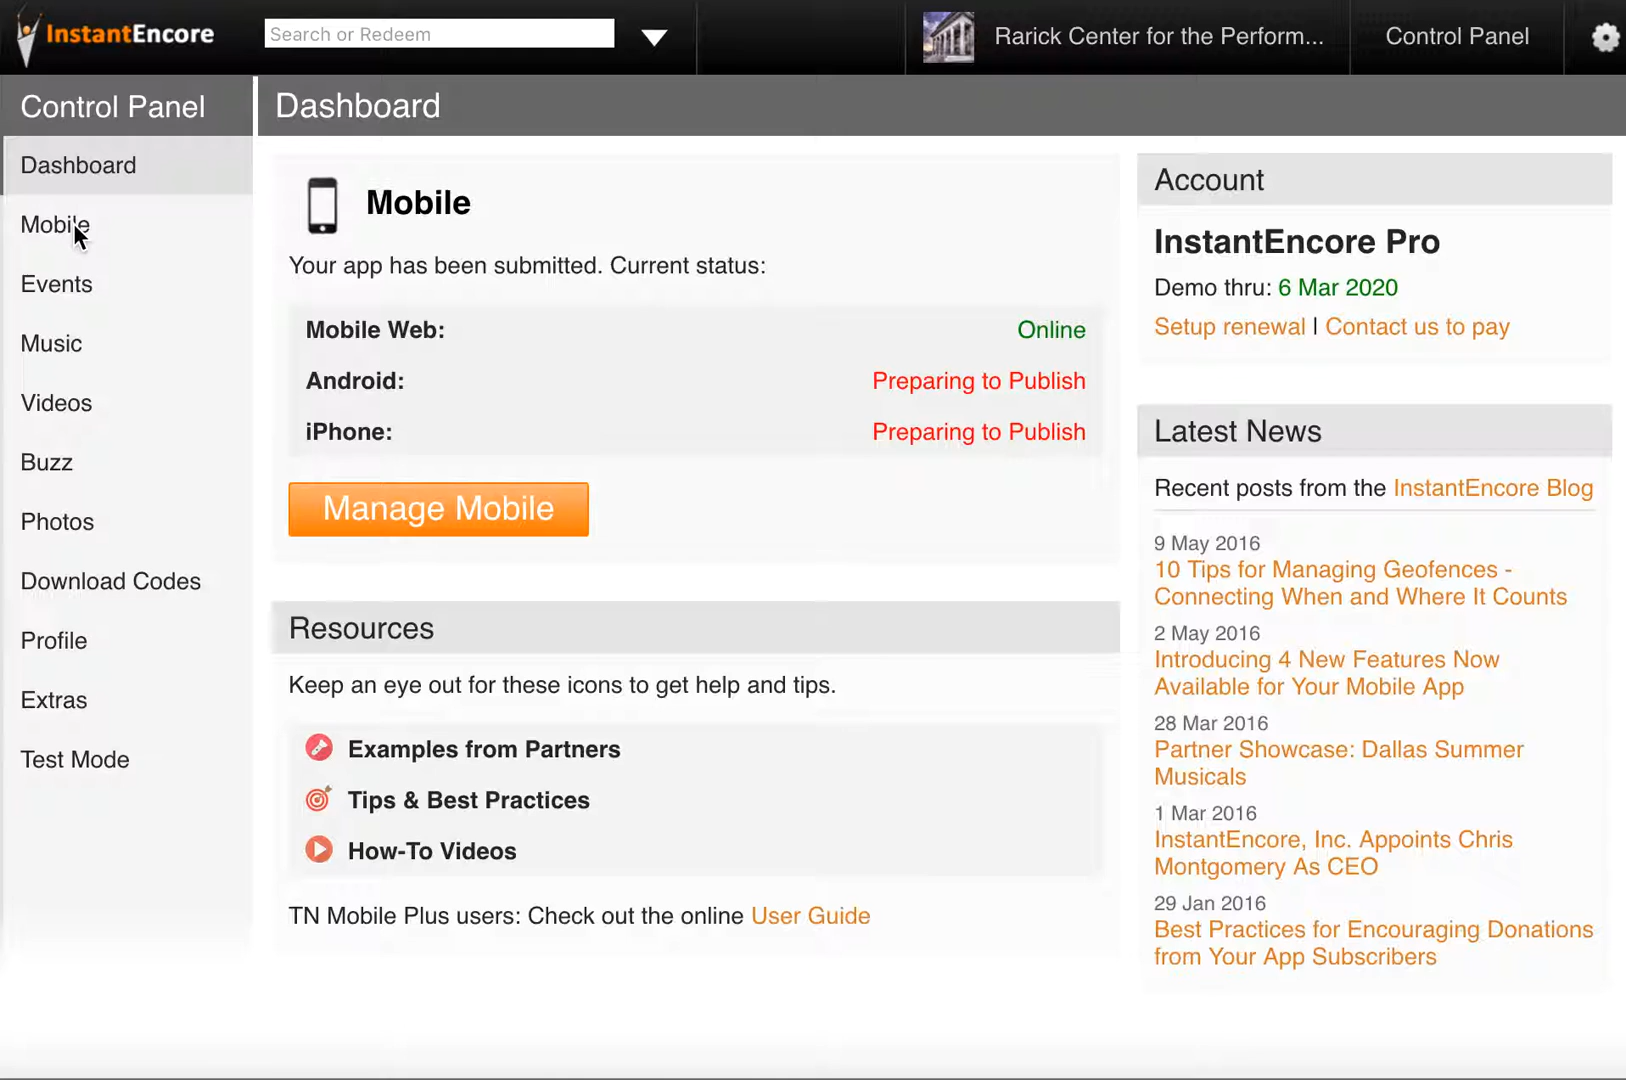 InstantEncore
Search or Redeem
Rarick Center for the Perform...
Control Panel
Control Panel
Dashboard
Mobile
Events
Music
Videos
Buzz
Photos
Download Codes
Profile
Extras
Test Mode
Dashboard
Mobile
Your app has been submitted. Current status:
Mobile Web: Online
Android: Preparing to Publish
iPhone: Preparing to Publish
Manage Mobile
Resources
Keep an eye out for these icons to get help and tips.
Examples from Partners
Tips & Best Practices
How-To Videos
TN Mobile Plus users: Check out the online User Guide
Account
InstantEncore Pro
Demo thru: 6 Mar 2020
Setup renewal | Contact us to pay
Latest News
Recent posts from the InstantEncore Blog
9 May 2016
10 Tips for Managing Geofences -
Connecting When and Where It Counts
2 May 2016
Introducing 4 New Features Now
Available for Your Mobile App
28 Mar 2016
Partner Showcase: Dallas Summer
Musicals
1 Mar 2016
InstantEncore, Inc. Appoints Chris
Montgomery As CEO
29 Jan 2016
Best Practices for Encouraging Donations
from Your App Subscribers